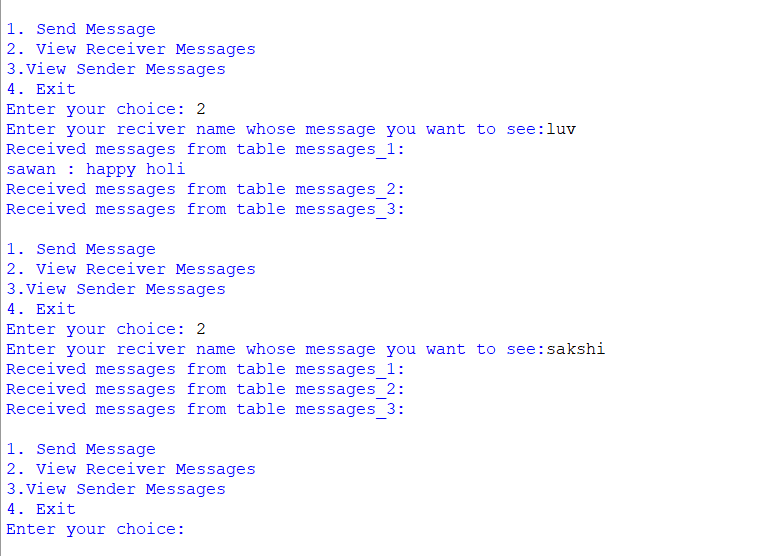 1. Send Message
2. View Receiver Messages
3.View Sender Messages
4. Exit
Enter your choice: 2
Enter your reciver name whose message you want to see:luv
Received messages from table messages_1:
sawan : happy holi
Received messages from table messages_2:
Received messages from table messages_3:

1. Send Message
2. View Receiver Messages
3.View Sender Messages
4. Exit
Enter your choice: 2
Enter your reciver name whose message you want to see:sakshi
Received messages from table messages_1:
Received messages from table messages_2:
Received messages from table messages_3:

1. Send Message
2. View Receiver Messages
3.View Sender Messages
4. Exit
Enter your choice: